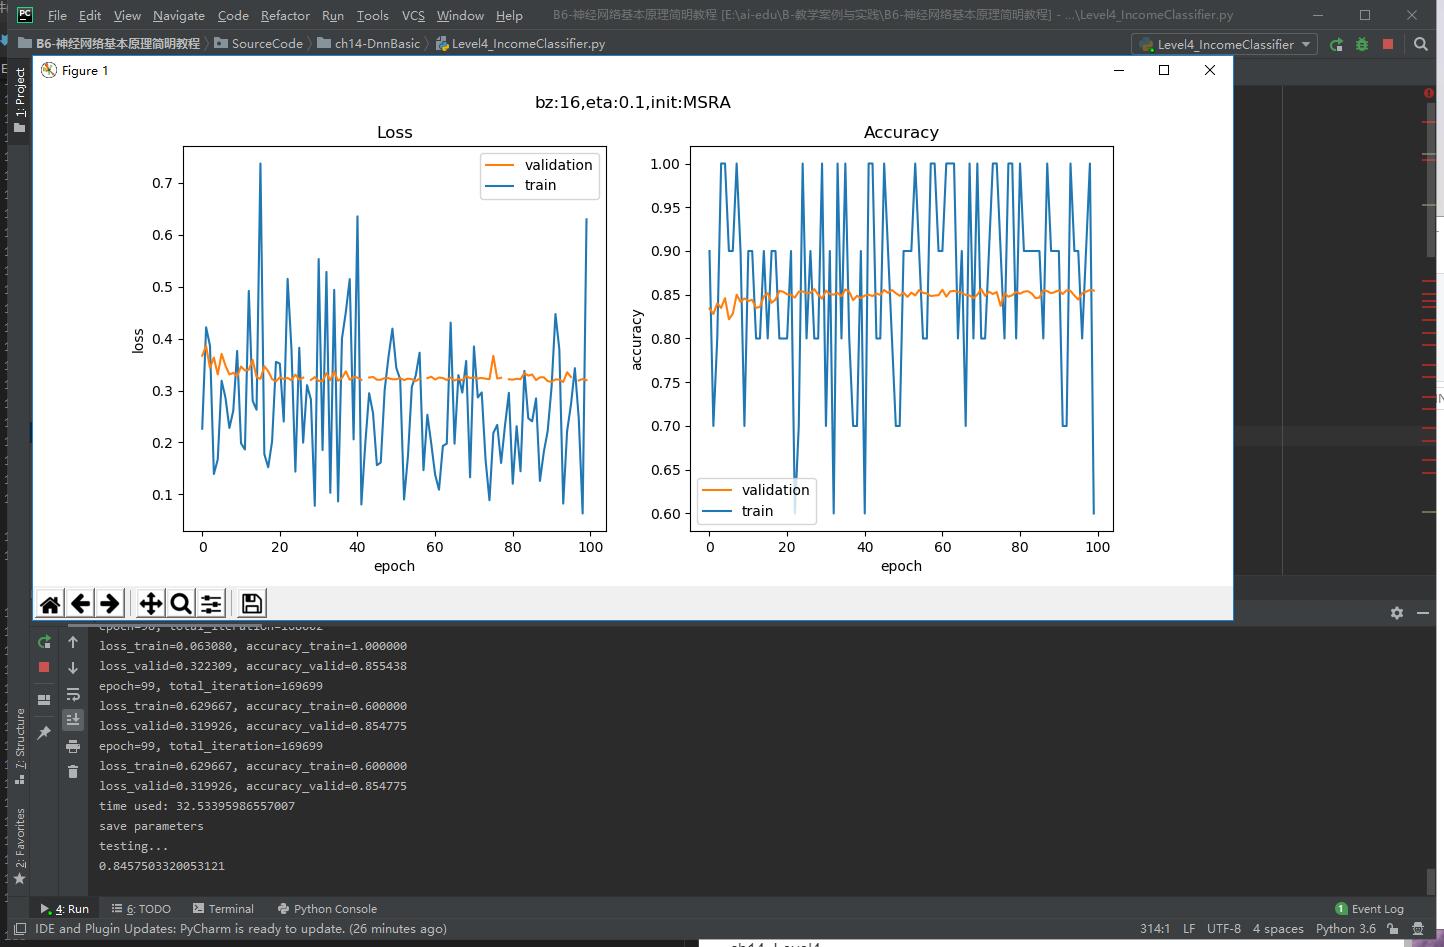 File Edit View Navigate Code Refactor Run Tools VCS Window Help B6-神经网络基本原理简明教程 [E:\ai-edu\B-教学案例与实践\B6-神经网络基本原理简明教程] - ...\Level4_IncomeClassifier.py
B6-神经网络基本原理简明教程 SourceCode ch14-DnnBasic Level4_IncomeClassifier.py Level4_IncomeClassifier
1: Project
Figure 1
bz:16,eta:0.1,init:MSRA
Loss
validation
train
0.7
0.6
0.5
0.4
0.3
0.2
0.1
loss
0 20 40 60 80 100
epoch
Accuracy
1.00
0.95
0.90
0.85
0.80
0.75
0.70
0.65
0.60
accuracy
validation
train
0 20 40 60 80 100
epoch
epoch=98, total_iteration=168002
loss_train=0.063080, accuracy_train=1.000000
loss_valid=0.322309, accuracy_valid=0.855438
epoch=99, total_iteration=169699
loss_train=0.629667, accuracy_train=0.600000
loss_valid=0.319926, accuracy_valid=0.854775
epoch=99, total_iteration=169699
loss_train=0.629667, accuracy_train=0.600000
loss_valid=0.319926, accuracy_valid=0.854775
time used: 32.53395986557007
save parameters
testing...
0.8457503320053121
7: Structure
2: Favorites
4: Run 6: TODO Terminal Python Console 1 Event Log
IDE and Plugin Updates: PyCharm is ready to update. (26 minutes ago) 314:1 LF UTF-8 4 spaces Python 3.6